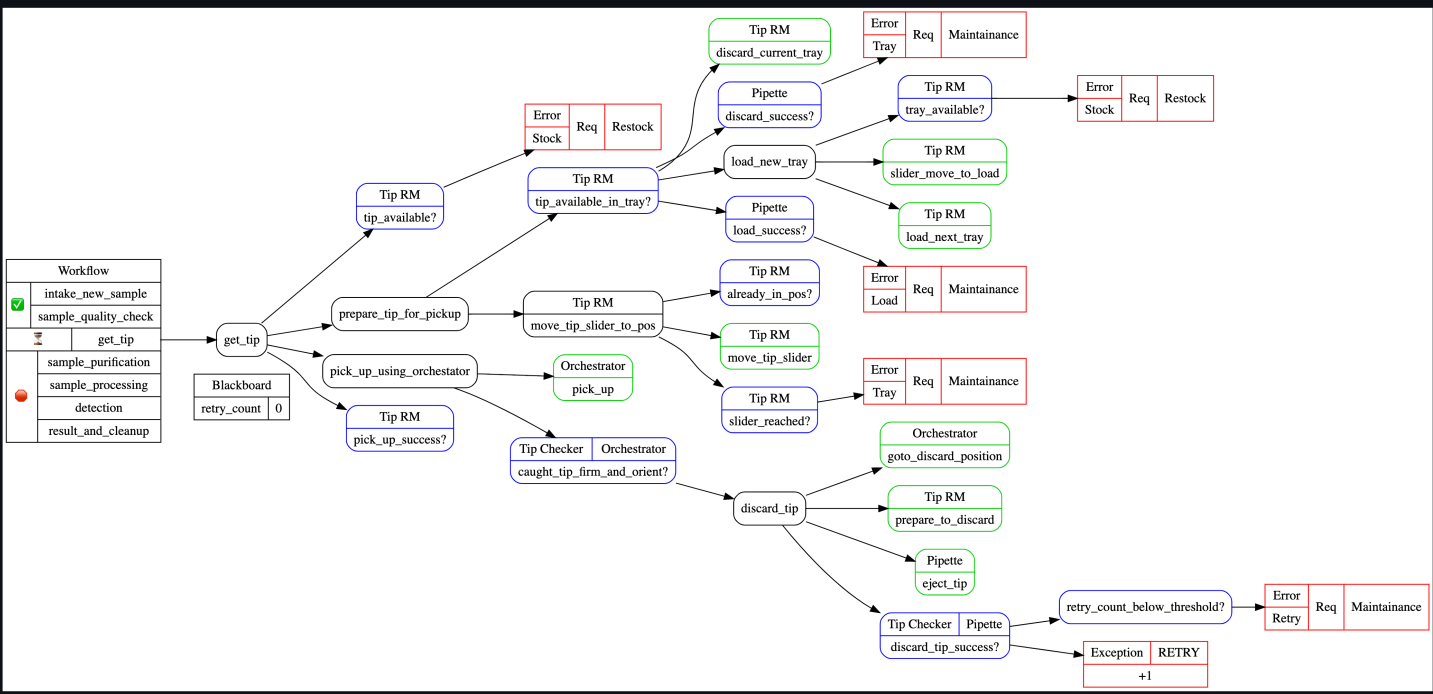 Workflow
✅ intake_new_sample
sample_quality_check
⏳ get_tip
🛑 sample_purification
sample_processing
detection
result_and_cleanup
get_tip
Blackboard
retry_count 0
Tip RM
tip_available?
Error
Stock
Req
Restock
prepare_tip_for_pickup
pick_up_using_orchestator
Tip RM
pick_up_success?
Tip RM
tip_available_in_tray?
Tip RM
move_tip_slider_to_pos
Orchestrator
pick_up
Tip Checker Orchestrator
caught_tip_firm_and_orient?
Tip RM
discard_current_tray
Pipette
discard_success?
Error
Tray
Req
Maintainance
load_new_tray
Tip RM
tray_available?
Error
Stock
Req
Restock
Tip RM
slider_move_to_load
Tip RM
load_next_tray
Pipette
load_success?
Error
Load
Req
Maintainance
Tip RM
already_in_pos?
Tip RM
move_tip_slider
Tip RM
slider_reached?
Error
Tray
Req
Maintainance
discard_tip
Orchestrator
goto_discard_position
Tip RM
prepare_to_discard
Pipette
eject_tip
Tip Checker Pipette
discard_tip_success?
retry_count_below_threshold?
Error
Retry
Req
Maintainance
Exception RETRY
+1